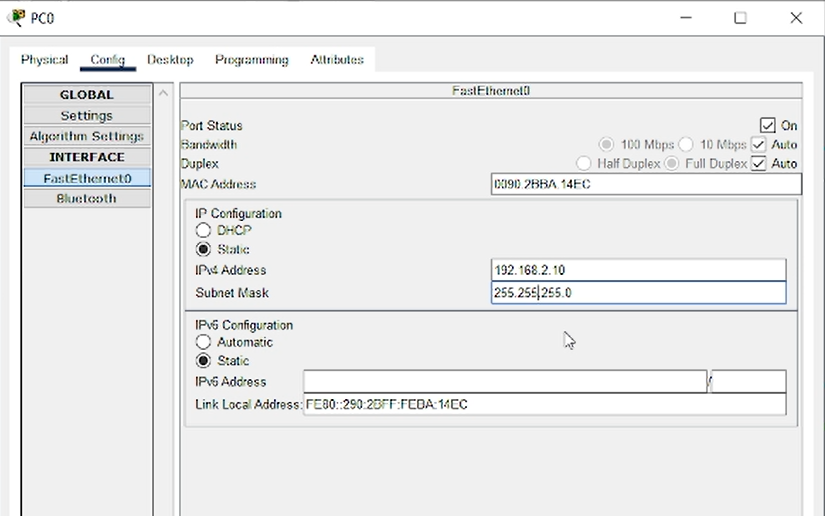 PC0
Physical Config Desktop Programming Attributes
GLOBAL
Settings
Algorithm Settings
INTERFACE
FastEthernet0
Bluetooth
FastEthernet0
Port Status On
Bandwidth 100 Mbps 10 Mbps Auto
Duplex Half Duplex Full Duplex Auto
MAC Address 0090.2BBA.14EC
IP Configuration
DHCP
Static
IPv4 Address 192.168.2.10
Subnet Mask 255.255.255.0
IPv6 Configuration
Automatic
Static
IPv6 Address /
Link Local Address: FE80::290:2BFF:FEBA:14EC